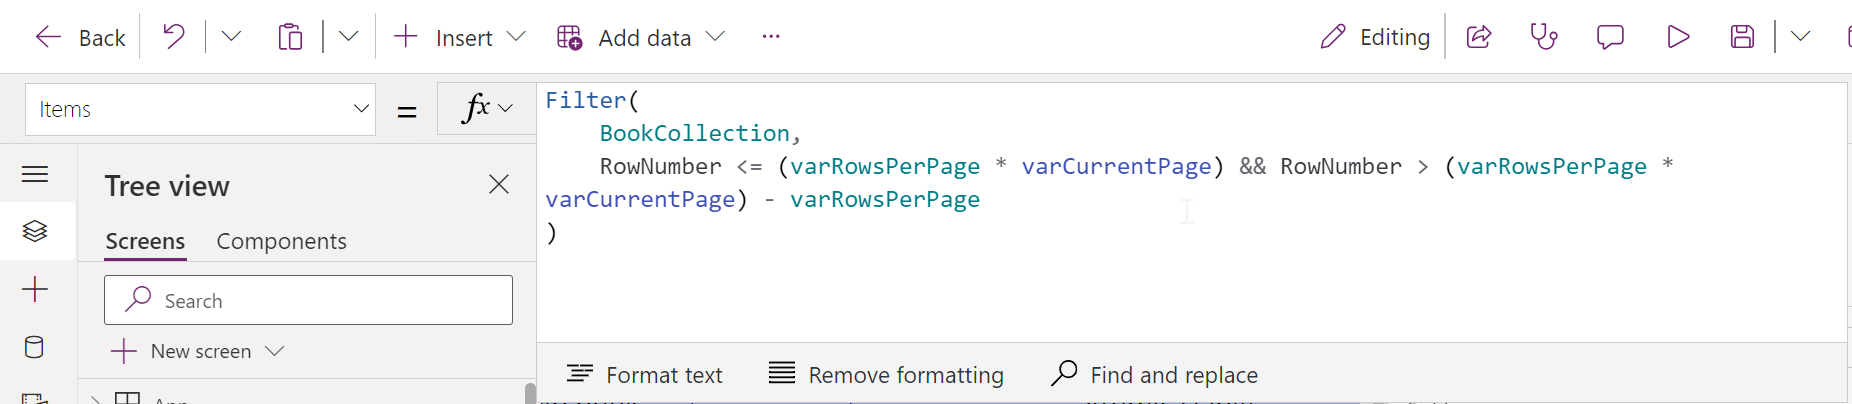 Back
Insert
Add data
...
Editing
Items
=
fx
Filter(
BookCollection,
RowNumber <= (varRowsPerPage * varCurrentPage) && RowNumber > (varRowsPerPage *
varCurrentPage) - varRowsPerPage
)
Tree view
Screens
Components
Search
New screen
Format text
Remove formatting
Find and replace